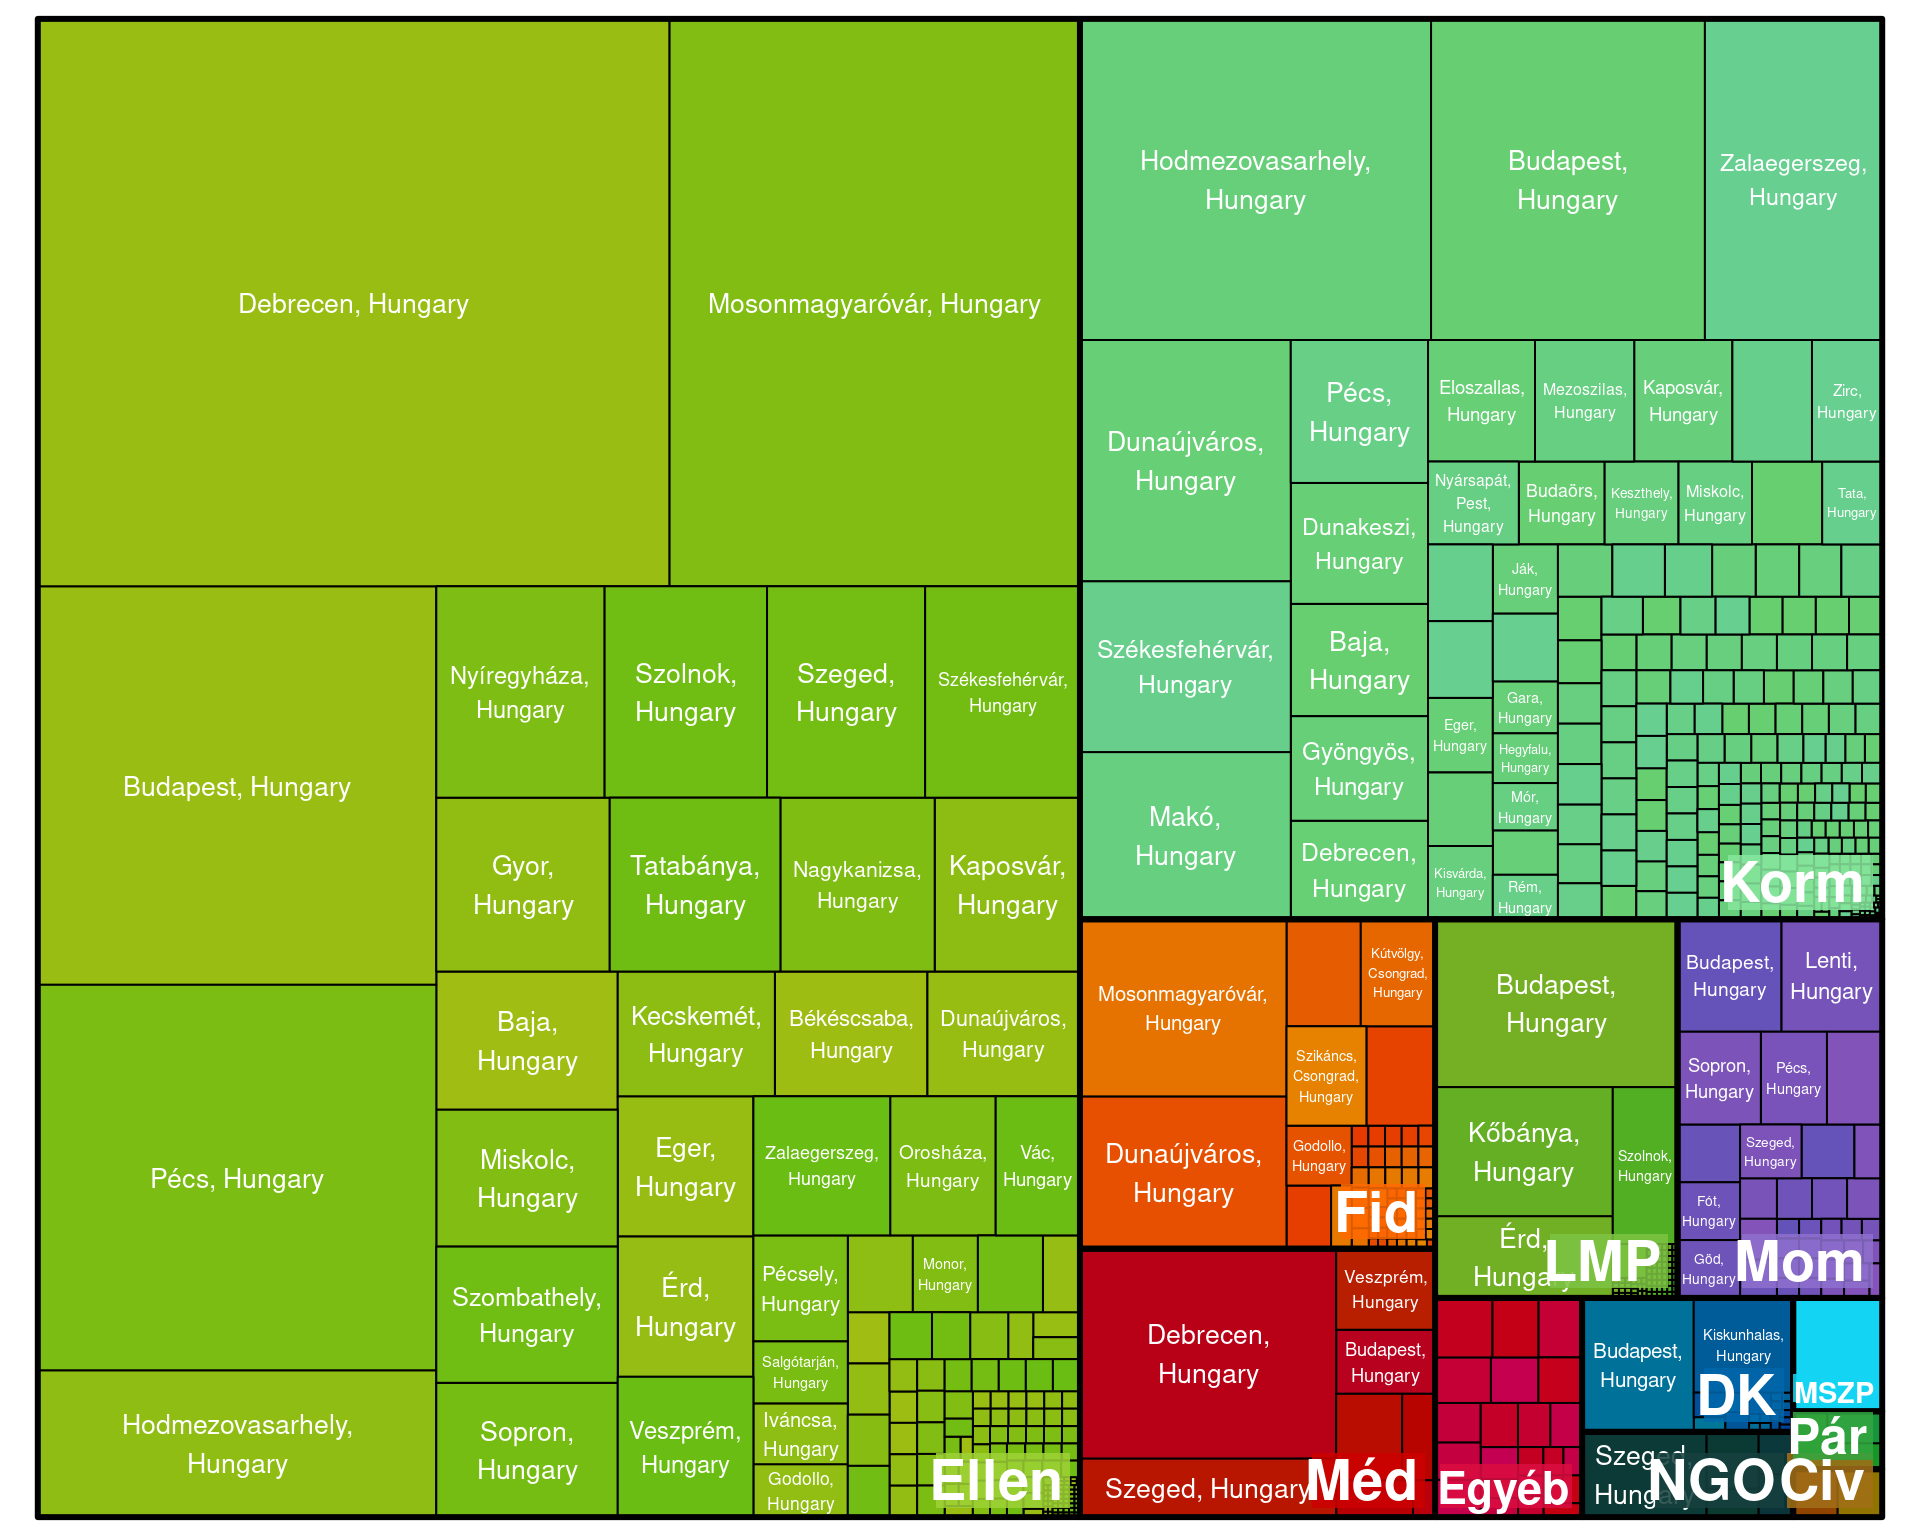 Debrecen, Hungary
Mosonmagyaróvár, Hungary
Budapest, Hungary
Pécs, Hungary
Hodmezovasarhely,
Hungary
Nyíregyháza,
Hungary
Szolnok,
Hungary
Szeged,
Hungary
Székesfehérvár,
Hungary
Gyor,
Hungary
Tatabánya,
Hungary
Nagykanizsa,
Hungary
Kaposvár,
Hungary
Baja,
Hungary
Kecskemét,
Hungary
Békéscsaba,
Hungary
Dunaújváros,
Hungary
Miskolc,
Hungary
Eger,
Hungary
Zalaegerszeg,
Hungary
Orosháza,
Hungary
Vác,
Hungary
Szombathely,
Hungary
Érd,
Hungary
Pécsely,
Hungary
Monor,
Hungary
Salgótarján,
Hungary
Sopron,
Hungary
Veszprém,
Hungary
Iváncsa,
Hungary
Godollo,
Hungary
Ellen
Hodmezovasarhely,
Hungary
Budapest,
Hungary
Zalaegerszeg,
Hungary
Dunaújváros,
Hungary
Pécs,
Hungary
Eloszallas,
Hungary
Mezoszilas,
Hungary
Kaposvár,
Hungary
Zirc,
Hungary
Nyársapát,
Pest,
Hungary
Budaörs,
Hungary
Keszthely,
Hungary
Miskolc,
Hungary
Tata,
Hungary
Dunakeszi,
Hungary
Ják,
Hungary
Székesfehérvár,
Hungary
Baja,
Hungary
Gara,
Hungary
Eger,
Hungary
Hegyfalu,
Hungary
Gyöngyös,
Hungary
Mór,
Hungary
Makó,
Hungary
Debrecen,
Hungary
Kisvárda,
Hungary
Rém,
Hungary
Korm
Mosonmagyaróvár,
Hungary
Kútvölgy,
Csongrad,
Hungary
Szikáncs,
Csongrad,
Hungary
Dunaújváros,
Hungary
Godollo,
Hungary
Fid
Budapest,
Hungary
Kőbánya,
Hungary
Szolnok,
Hungary
Érd,
Hungary
LMP
Budapest,
Hungary
Lenti,
Hungary
Sopron,
Hungary
Pécs,
Hungary
Szeged,
Hungary
Fót,
Hungary
Göd,
Hungary
Mom
Debrecen,
Hungary
Veszprém,
Hungary
Budapest,
Hungary
Szeged, Hungary
Méd
Egyéb
Budapest,
Hungary
Kiskunhalas,
Hungary
DK
MSZP
Pár
Szeged,
Hungary
NGO
Civ